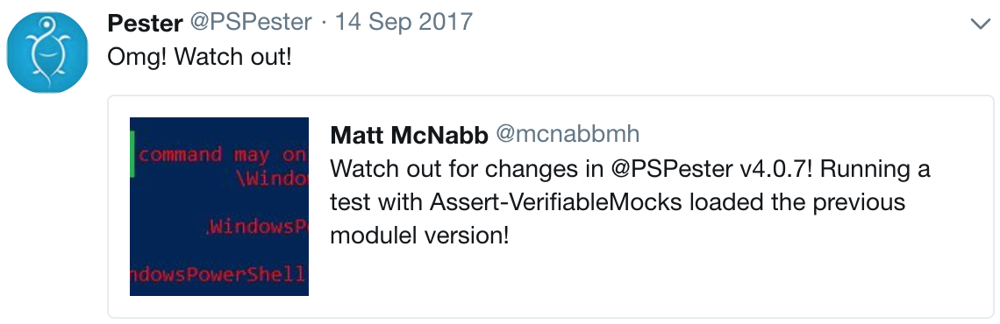 Pester @PSPester · 14 Sep 2017
Omg! Watch out!
Matt McNabb @mcnabbmh
Watch out for changes in @PSPester v4.0.7! Running a
test with Assert-VerifiableMocks loaded the previous
modulel version!
command may on
\Windo
.WindowsP
ndowsPowerShell